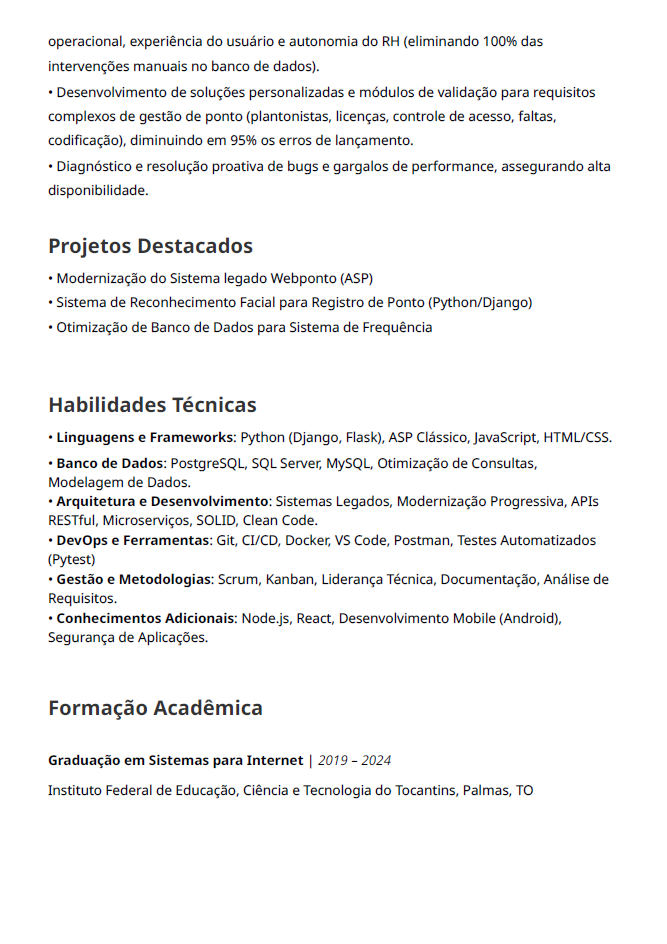 operacional, experiência do usuário e autonomia do RH (eliminando 100% das
intervenções manuais no banco de dados).
• Desenvolvimento de soluções personalizadas e módulos de validação para requisitos
complexos de gestão de ponto (plantonistas, licenças, controle de acesso, faltas,
codificação), diminuindo em 95% os erros de lançamento.
• Diagnóstico e resolução proativa de bugs e gargalos de performance, assegurando alta
disponibilidade.
Projetos Destacados
• Modernização do Sistema legado Webponto (ASP)
• Sistema de Reconhecimento Facial para Registro de Ponto (Python/Django)
• Otimização de Banco de Dados para Sistema de Frequência
Habilidades Técnicas
• Linguagens e Frameworks: Python (Django, Flask), ASP Clássico, JavaScript, HTML/CSS.
• Banco de Dados: PostgreSQL, SQL Server, MySQL, Otimização de Consultas,
Modelagem de Dados.
• Arquitetura e Desenvolvimento: Sistemas Legados, Modernização Progressiva, APIs
RESTful, Microserviços, SOLID, Clean Code.
• DevOps e Ferramentas: Git, CI/CD, Docker, VS Code, Postman, Testes Automatizados
(Pytest)
• Gestão e Metodologias: Scrum, Kanban, Liderança Técnica, Documentação, Análise de
Requisitos.
• Conhecimentos Adicionais: Node.js, React, Desenvolvimento Mobile (Android),
Segurança de Aplicações.
Formação Acadêmica
Graduação em Sistemas para Internet | 2019 – 2024
Instituto Federal de Educação, Ciência e Tecnologia do Tocantins, Palmas, TO